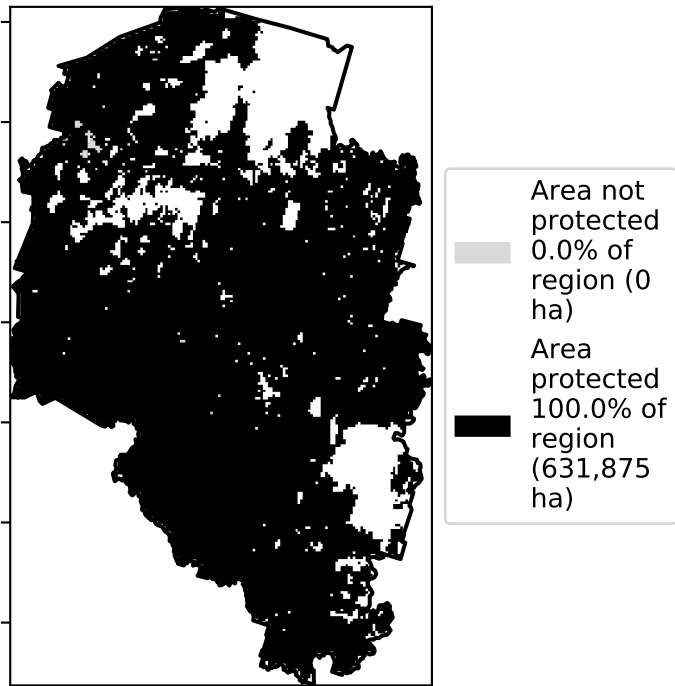 Area not
protected
0.0% of
region (0
ha)
Area
protected
100.0% of
region
(631,875
ha)